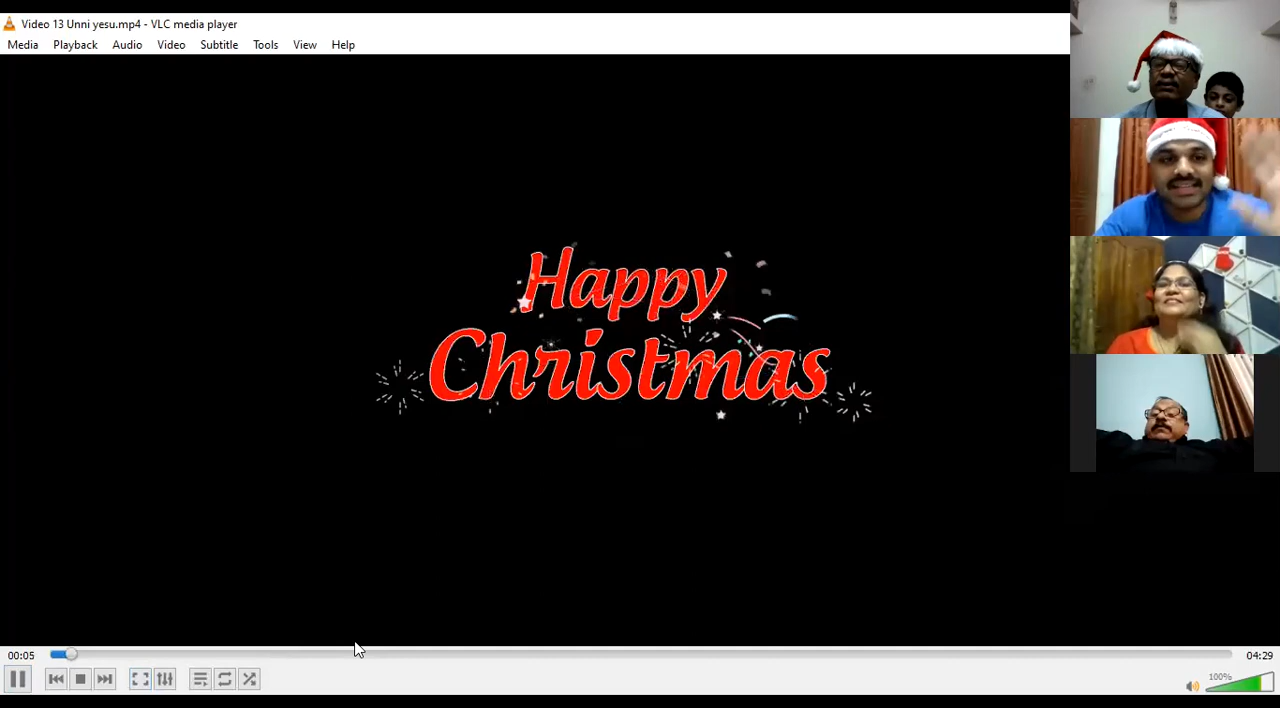 Video 13 Unni yesu.mp4 - VLC media player
Media Playback Audio Video Subtitle Tools View Help
Happy
Christmas
00:05
04:29
100%